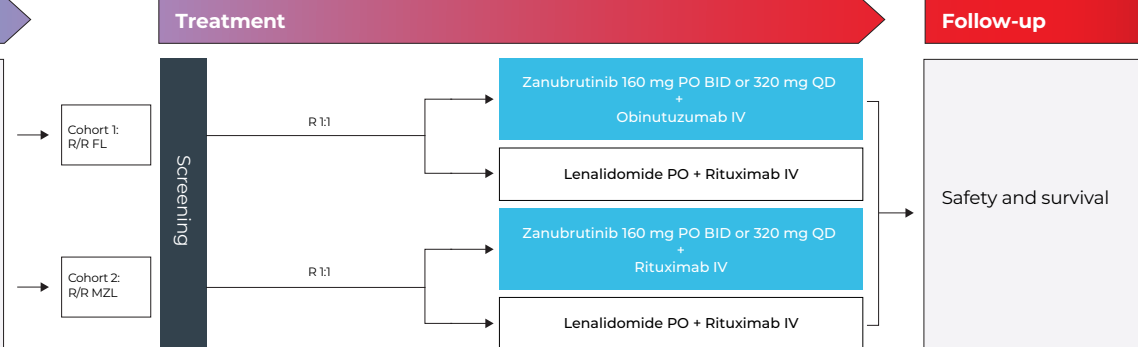 Treatment
Follow-up
Cohort 1:
R/R FL
Screening
R 1:1
Zanubrutinib 160 mg PO BID or 320 mg QD
+
Obinutuzumab IV
Lenalidomide PO + Rituximab IV
Cohort 2:
R/R MZL
R 1:1
Zanubrutinib 160 mg PO BID or 320 mg QD
+
Rituximab IV
Lenalidomide PO + Rituximab IV
Safety and survival